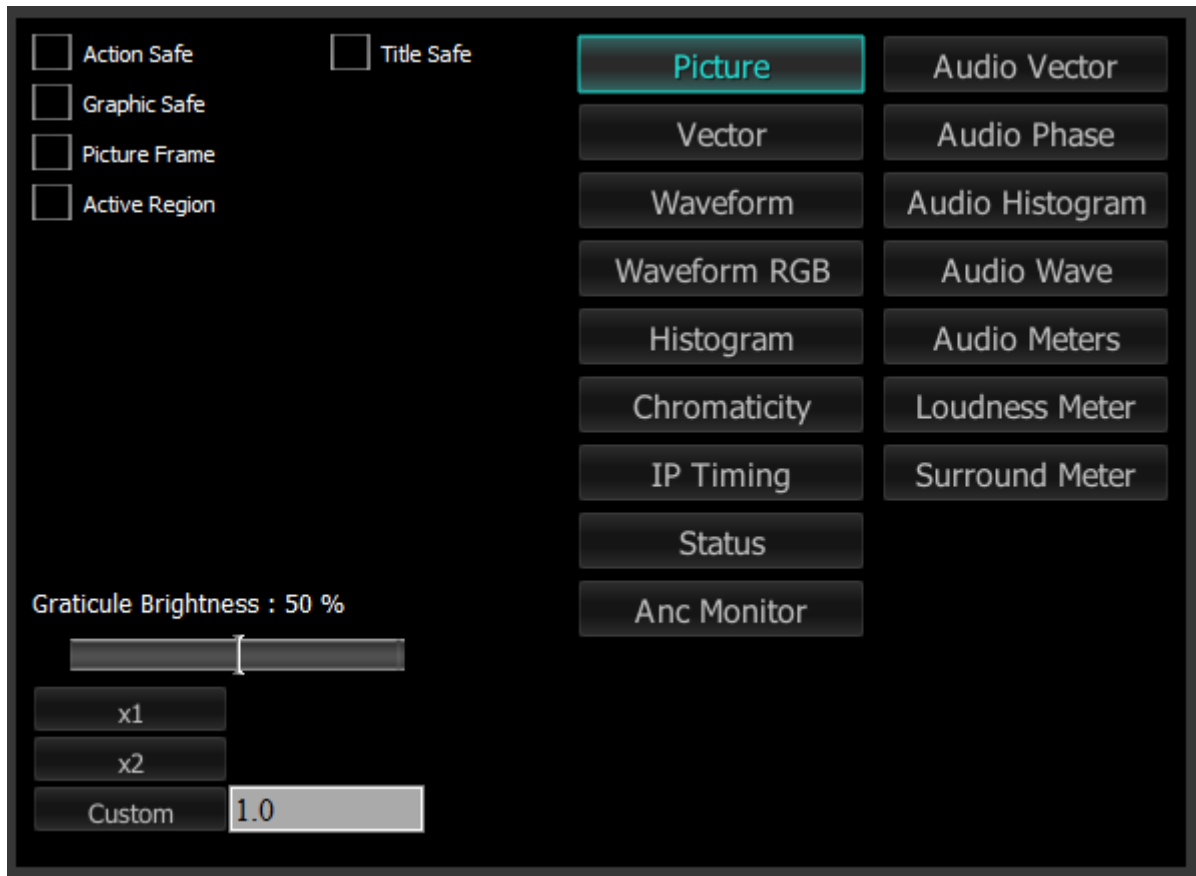 Action Safe
Title Safe
Graphic Safe
Picture Frame
Active Region
Graticule Brightness : 50 %
x1
x2
Custom
1.0
Picture
Vector
Waveform
Waveform RGB
Histogram
Chromaticity
IP Timing
Status
Anc Monitor
Audio Vector
Audio Phase
Audio Histogram
Audio Wave
Audio Meters
Loudness Meter
Surround Meter